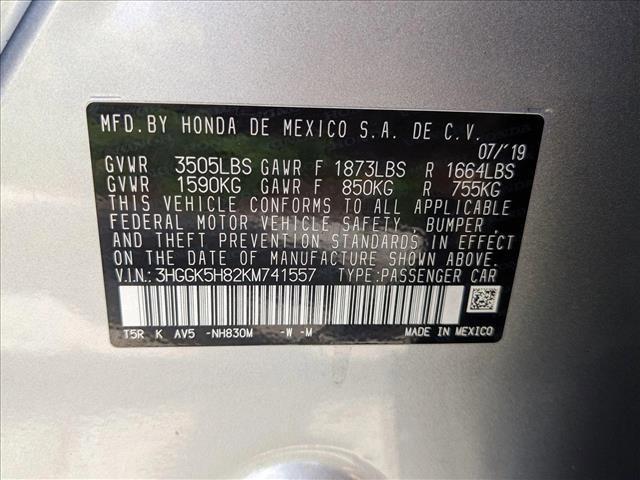 MFD.BY HONDA DE MEXICO S.A. DE C.V.
07/'19
GVWR 3505LBS GAWR F 1873LBS R 1664LBS
GVWR 1590KG GAWR F 850KG R 755KG
THIS VEHICLE CONFORMS TO ALL APPLICABLE
FEDERAL MOTOR VEHICLE SAFETY, BUMPER,
AND THEFT PREVENTION STANDARDS IN EFFECT
ON THE DATE OF MANUFACTURE SHOWN ABOVE.
V.I.N.: 3HGGK5H82KM741557 TYPE:PASSENGER CAR
T5R K AV5 -NH830M -W -M MADE IN MEXICO